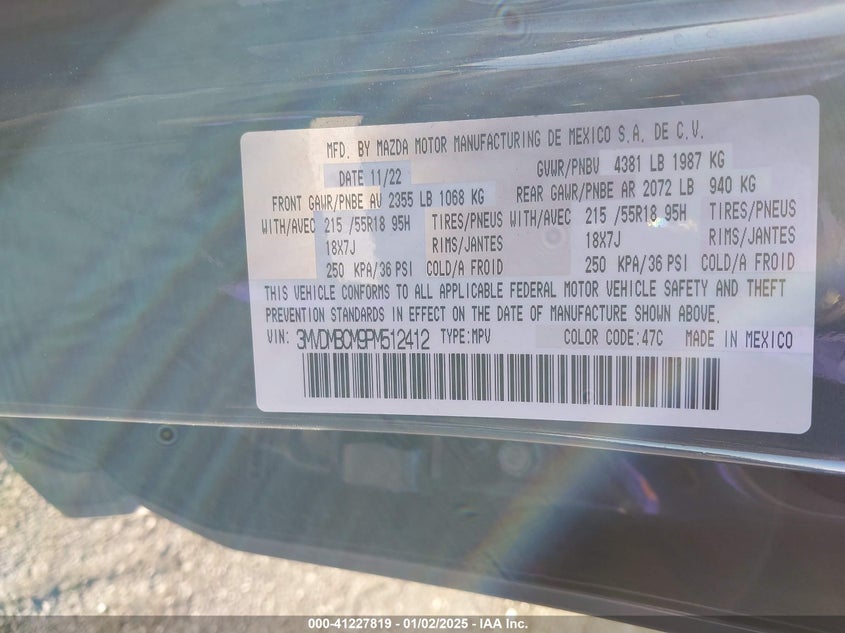 MFD. BY MAZDA MOTOR MANUFACTURING DE MEXICO S.A. DE C.V.
DATE 11/22 GVWR/PNBV 4381 LB 1987 KG
FRONT GAWR/PNBE AV 2355 LB 1068 KG REAR GAWR/PNBE AR 2072 LB 940 KG
WITH/AVEC 215 /55R18 95H TIRES/PNEUS WITH/AVEC 215 /55R18 95H TIRES/PNEUS
18X7J RIMS/JANTES 18X7J RIMS/JANTES
250 KPA/36 PSI COLD/A FROID 250 KPA/36 PSI COLD/A FROID
THIS VEHICLE CONFORMS TO ALL APPLICABLE FEDERAL MOTOR VEHICLE SAFETY AND THEFT
PREVENTION STANDARDS IN EFFECT ON THE DATE OF MANUFACTURE SHOWN ABOVE.
VIN: 3MVDMBCM9PM512412 TYPE:MPV COLOR CODE:47C MADE IN MEXICO
000-41227819 - 01/02/2025 - IAA Inc.